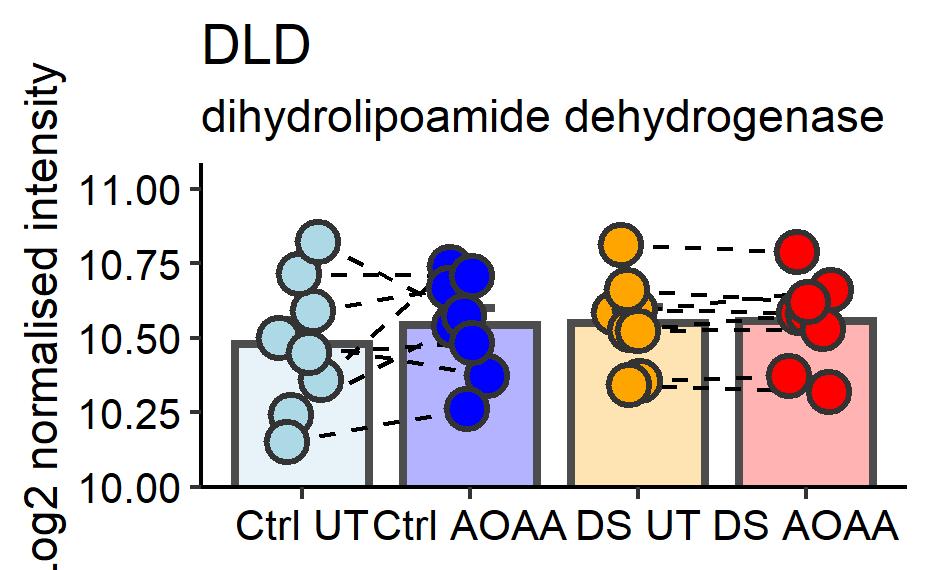 DLD
dihydrolipoamide dehydrogenase
Log2 normalised intensity
11.00
10.75
10.50
10.25
10.00
Ctrl UT Ctrl AOAA DS UT DS AOAA